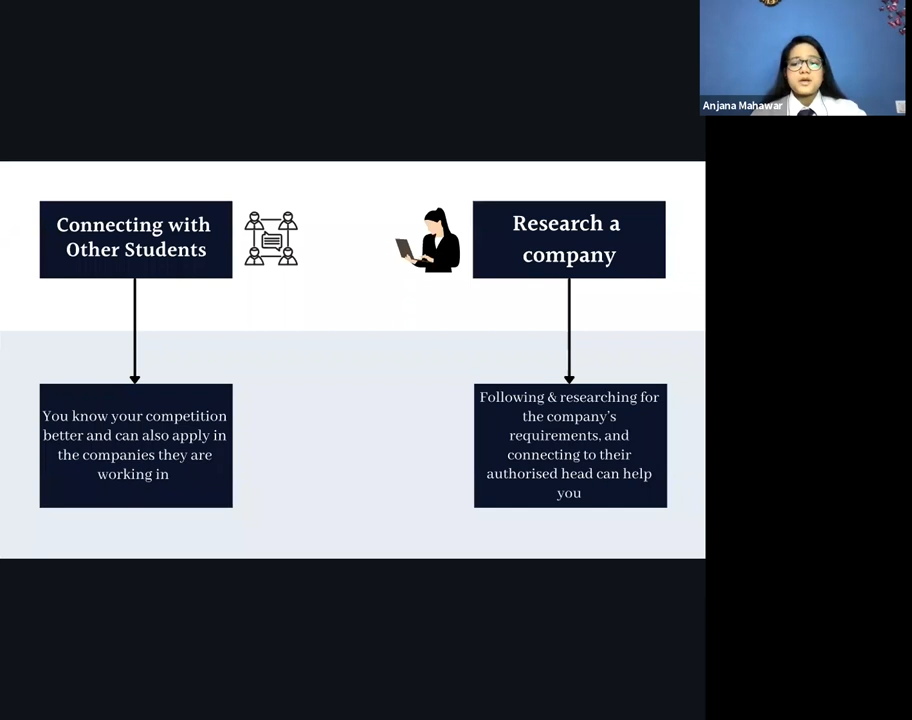 Anjana Mahawar
Connecting with
Other Students
Research a
company
You know your competition
better and can also apply in
the companies they are
working in
Following & researching for
the company's
requirements, and
connecting to their
authorised head can help
you